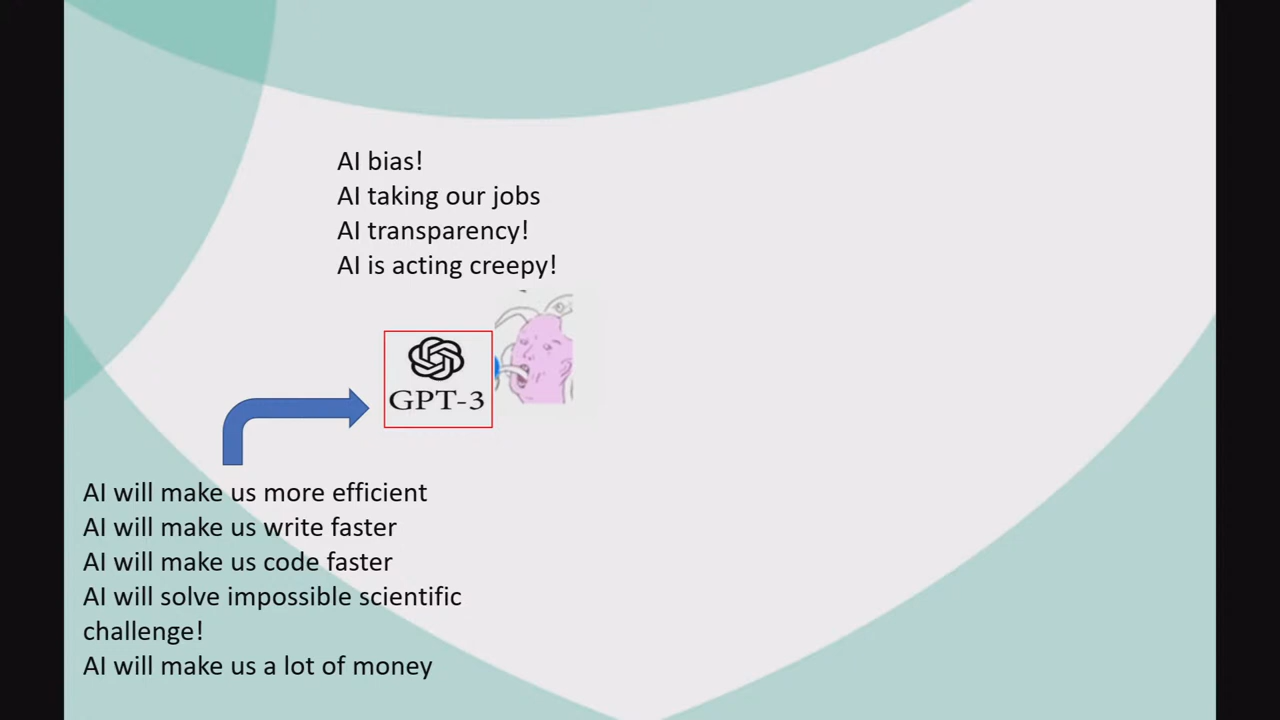 AI bias!
AI taking our jobs
AI transparency!
AI is acting creepy!
GPT-3
AI will make us more efficient
AI will make us write faster
AI will make us code faster
AI will solve impossible scientific
challenge!
AI will make us a lot of money